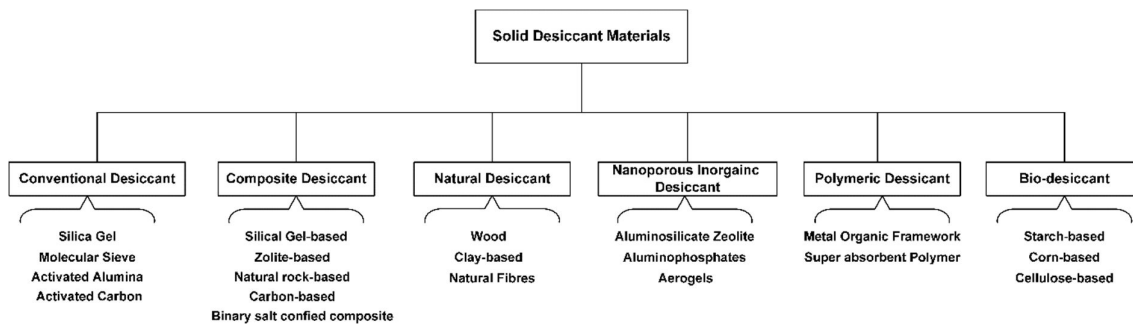 Solid Desiccant Materials
Conventional Desiccant
Silica Gel
Molecular Sieve
Activated Alumina
Activated Carbon
Composite Desiccant
Silical Gel-based
Zolite-based
Natural rock-based
Carbon-based
Binary salt confied composite
Natural Desiccant
Wood
Clay-based
Natural Fibres
Nanoporous Inorgainc
Desiccant
Aluminosilicate Zeolite
Aluminophosphates
Aerogels
Polymeric Dessicant
Metal Organic Framework
Super absorbent Polymer
Bio-desiccant
Starch-based
Corn-based
Cellulose-based